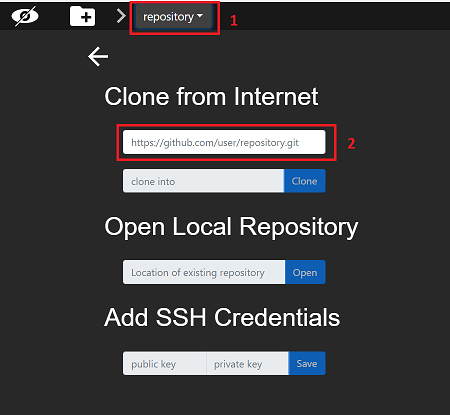 repository
1
Clone from Internet
https://github.com/user/repository.git
2
clone into Clone
Open Local Repository
Location of existing repository Open
Add SSH Credentials
public key private key Save